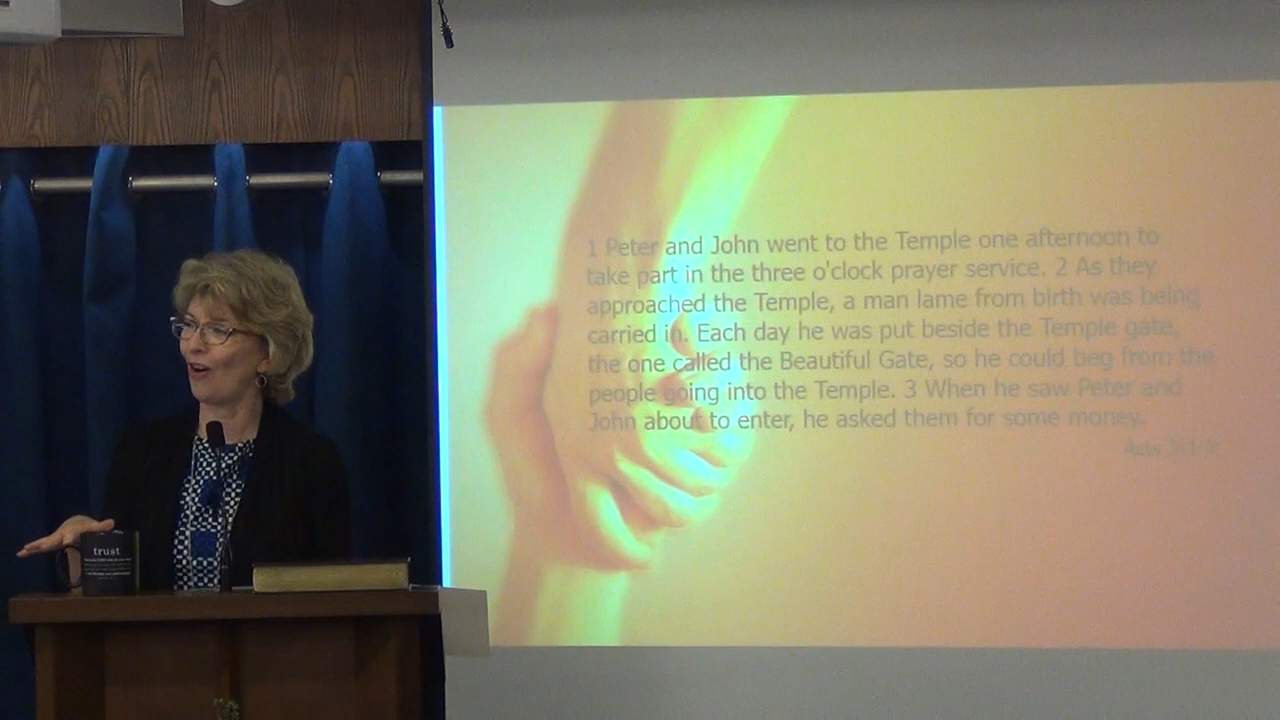 trust
1 Peter and John went to the Temple one afternoon to
take part in the three o'clock prayer service. 2 As they
approached the Temple, a man lame from birth was being
carried in. Each day he was put beside the Temple gate,
the one called the Beautiful Gate, so he could beg from the
people going into the Temple. 3 When he saw Peter and
John about to enter, he asked them for some money.
Acts 3:1-3